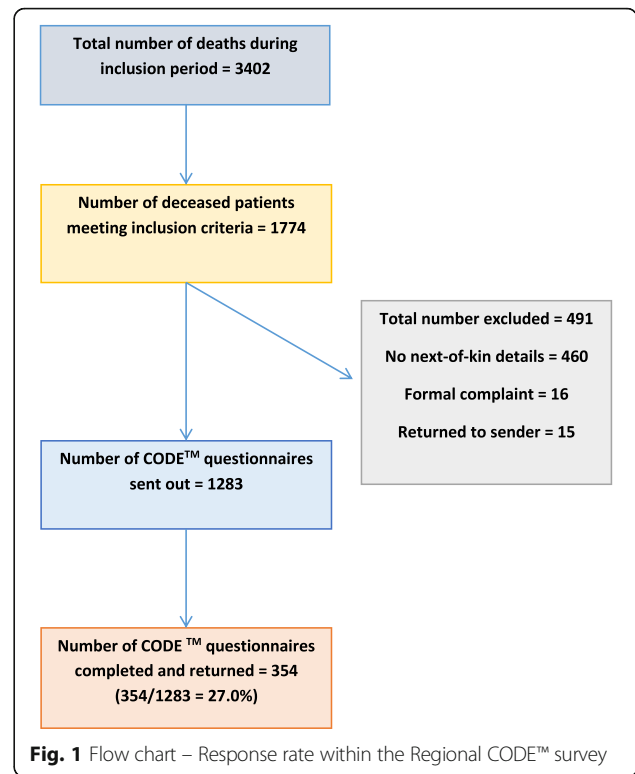 Total number of deaths during
inclusion period = 3402
Number of deceased patients
meeting inclusion criteria = 1774
Total number excluded = 491
No next-of-kin details = 460
Formal complaint = 16
Returned to sender = 15
Number of CODE™ questionnaires
sent out = 1283
Number of CODE ™ questionnaires
completed and returned = 354
(354/1283 = 27.0%)
Fig. 1 Flow chart – Response rate within the Regional CODE™ survey